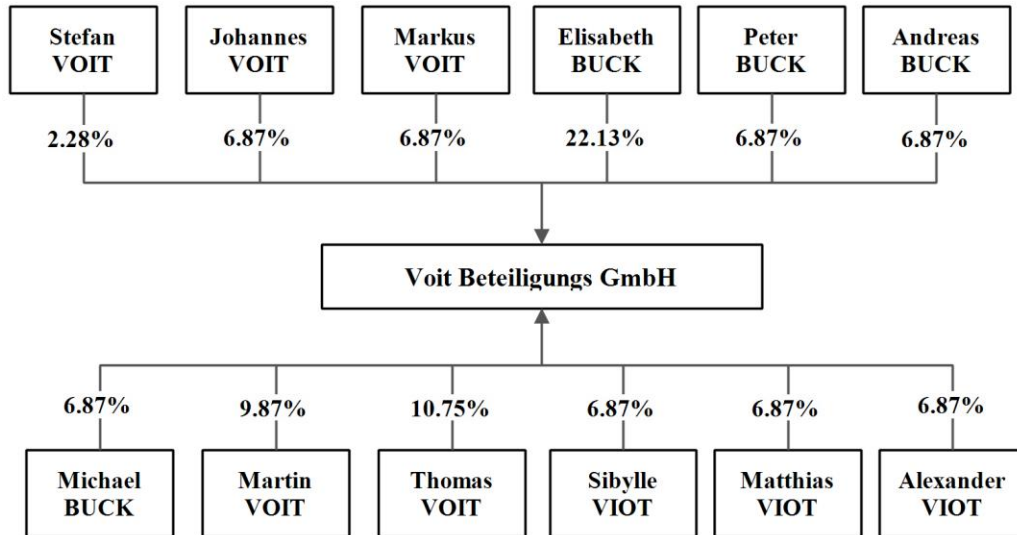 Stefan
VOIT
Johannes
VOIT
Markus
VOIT
Elisabeth
BUCK
Peter
BUCK
Andreas
BUCK
2.28%
6.87%
6.87%
22.13%
6.87%
6.87%
Voit Beteiligungs GmbH
6.87%
9.87%
10.75%
6.87%
6.87%
6.87%
Michael
BUCK
Martin
VOIT
Thomas
VOIT
Sibylle
VIOT
Matthias
VIOT
Alexander
VIOT